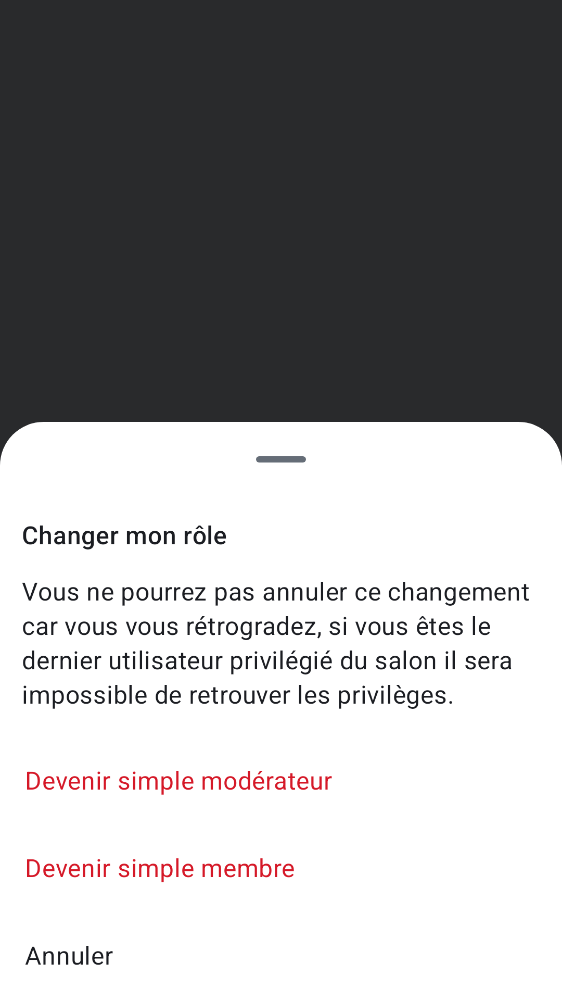 Changer mon rôle
Vous ne pourrez pas annuler ce changement
car vous vous rétrogradez, si vous êtes le
dernier utilisateur privilégié du salon il sera
impossible de retrouver les privilèges.
Devenir simple modérateur
Devenir simple membre
Annuler